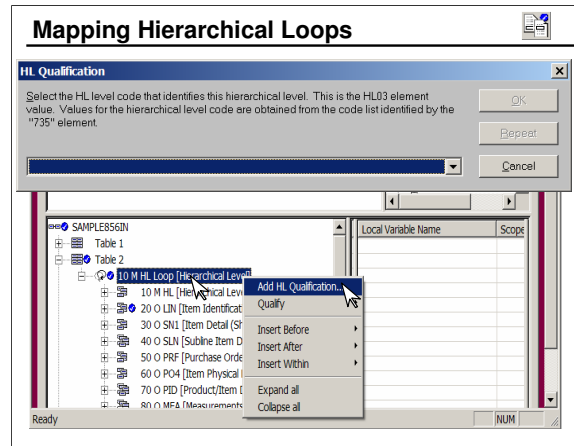 Mapping Hierarchical Loops
HL Qualification
Select the HL level code that identifies this hierarchical level. This is the HL03 element
value. Values for the hierarchical level code are obtained from the code list identified by the
"735" element.
OK
Repeat
Cancel
SAMPLE856IN
Table 1
Table 2
10 M HL Loop [Hierarchical Level]
10 M HL [Hierarchical Lev
20 O LIN [Item Identificat
30 O SN1 [Item Detail (Sh
40 O SLN [Subline Item D
50 O PRF [Purchase Orde
60 O PO4 [Item Physical
70 O PID [Product/Item D
80 O MEA [Measurements
Add HL Qualification...
Qualify
Insert Before
Insert After
Insert Within
Expand all
Collapse all
Local Variable Name
Scope
Ready
NUM